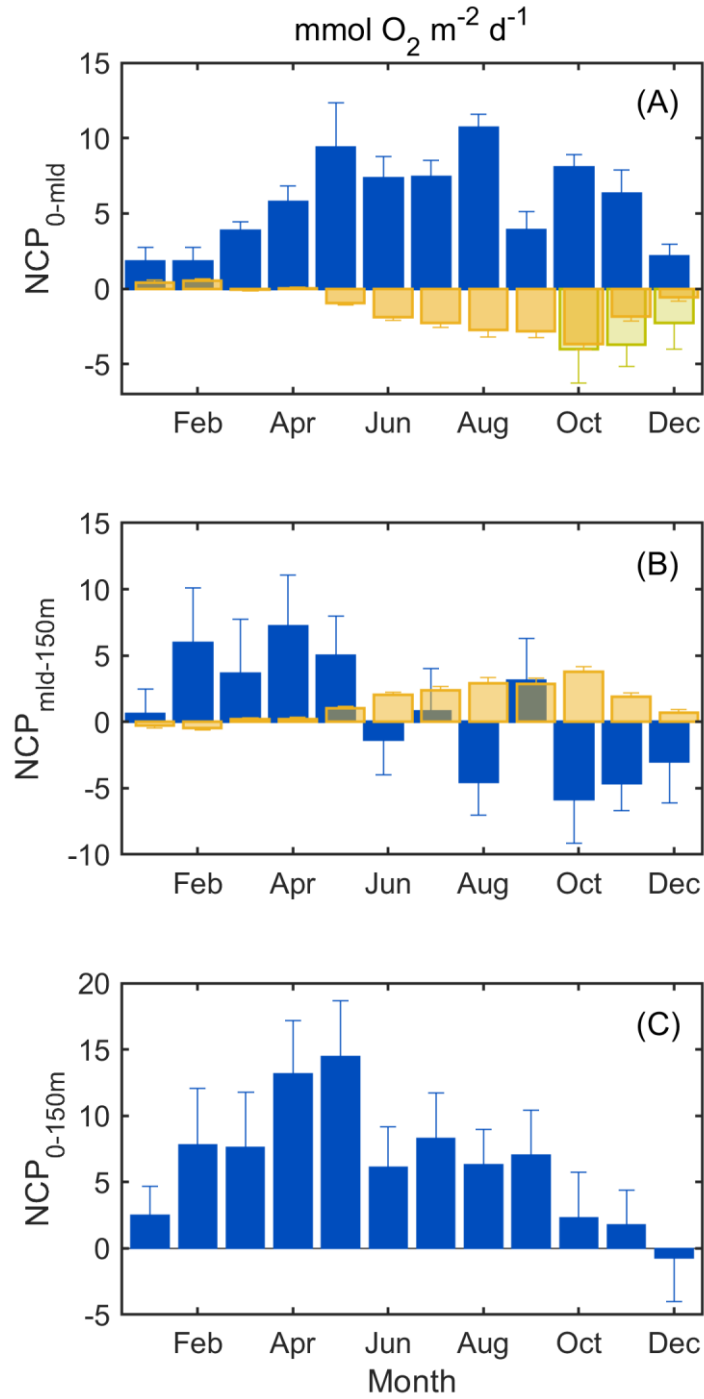 mmol O₂ m⁻² d⁻¹
(A)
NCP₀₋ₘₗd
15
10
5
0
-5
Feb Apr Jun Aug Oct Dec
(B)
NCPₘₗd₋₁₅₀ₘ
15
10
5
0
-5
-10
Feb Apr Jun Aug Oct Dec
(C)
NCP₀₋₁₅₀ₘ
20
15
10
5
0
-5
Feb Apr Jun Aug Oct Dec
Month